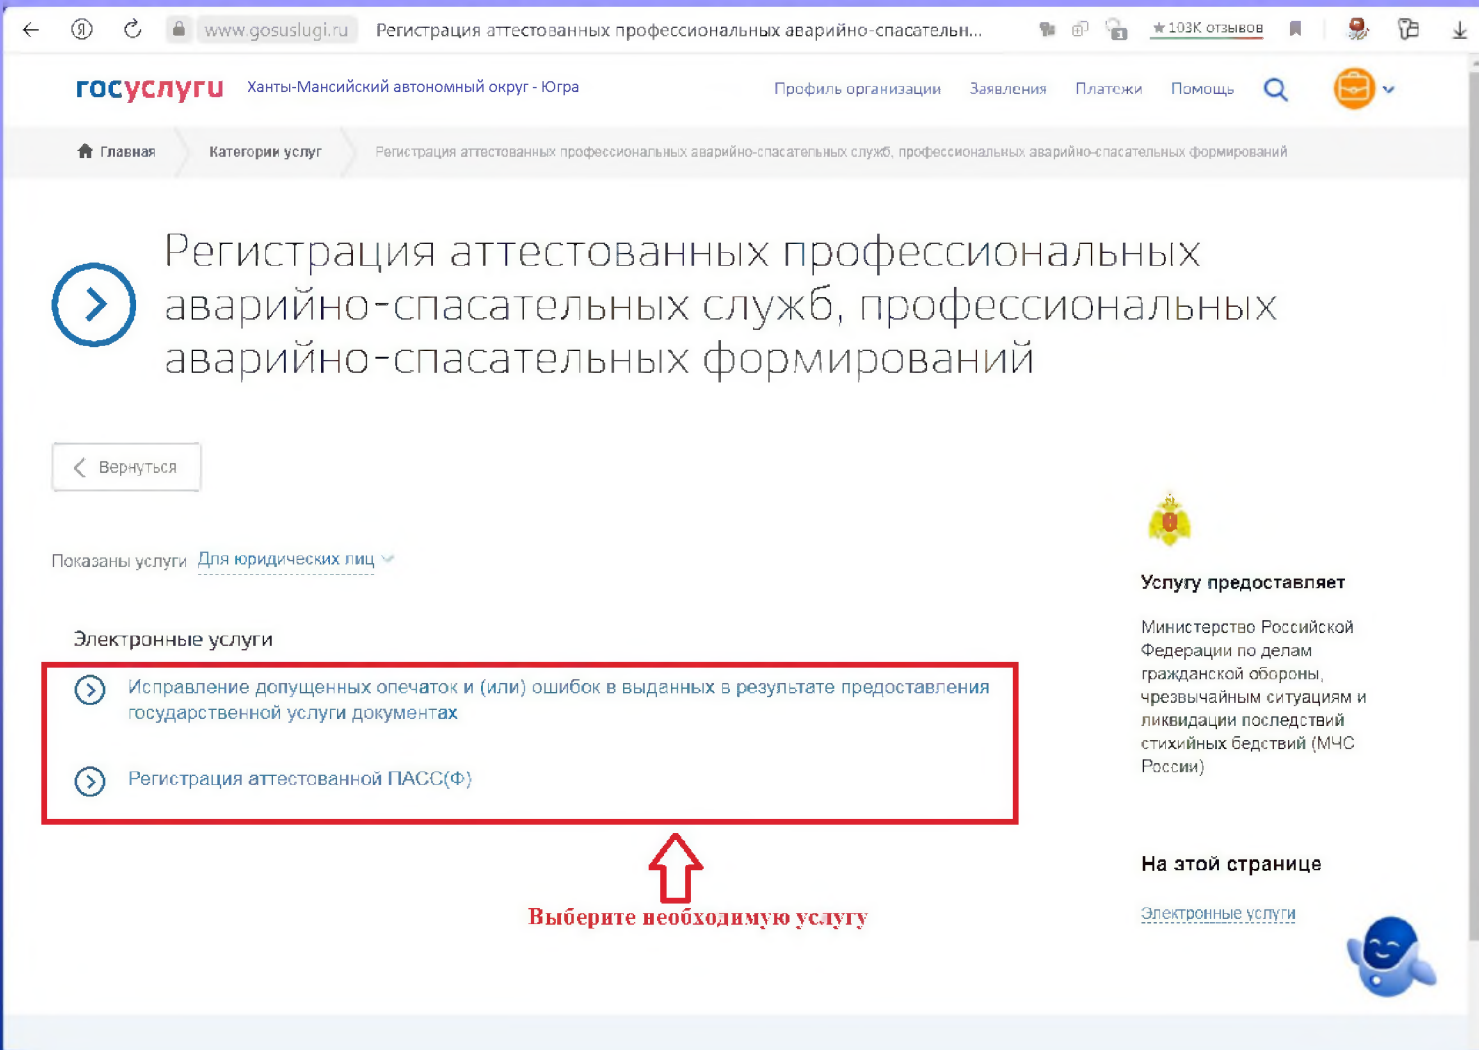 www.gosuslugi.ru Регистрация аттестованных профессиональных аварийно-спасательн... ★ 103К отзывов
госуслуги Ханты-Мансийский автономный округ - Югра Профиль организации Заявления Платежи Помощь
Главная Категории услуг Регистрация аттестованных профессиональных аварийно-спасательных служб, профессиональных аварийно-спасательных формирований
Регистрация аттестованных профессиональных
аварийно-спасательных служб, профессиональных
аварийно-спасательных формирований
Вернуться
Показаны услуги Для юридических лиц
Электронные услуги
Исправление допущенных опечаток и (или) ошибок в выданных в результате предоставления
государственной услуги документах
Регистрация аттестованной ПАСС(Ф)
Выберите необходимую услугу
Услугу предоставляет
Министерство Российской
Федерации по делам
гражданской обороны,
чрезвычайным ситуациям и
ликвидации последствий
стихийных бедствий (МЧС
России)
На этой странице
Электронные услуги